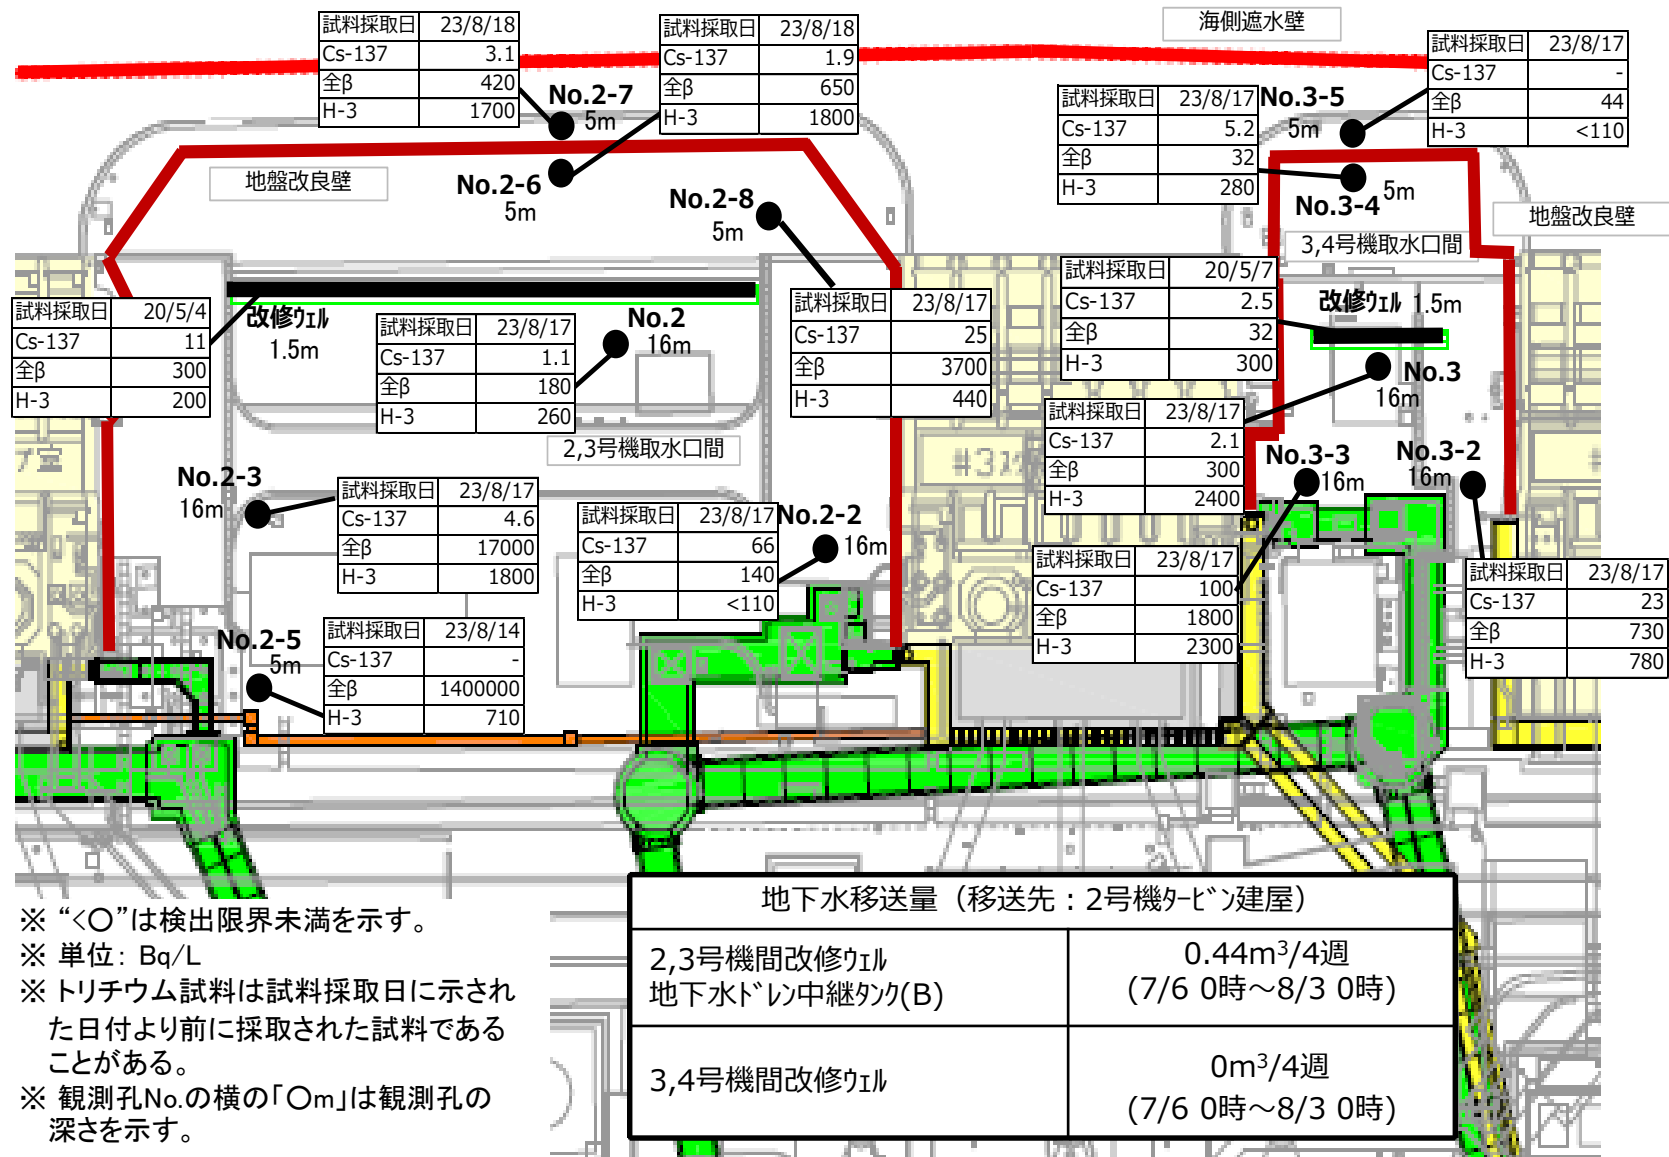 海側遮水壁
試料採取日 23/8/18
Cs-137 3.1
全β 420
H-3 1700
No.2-7
5m
試料採取日 23/8/18
Cs-137 1.9
全β 650
H-3 1800
No.2-6
5m
試料採取日 23/8/17
Cs-137 -
全β 44
H-3 <110
No.3-5
5m
試料採取日 23/8/17
Cs-137 5.2
全β 32
H-3 280
No.3-4
5m
地盤改良壁
地盤改良壁
No.2-8
5m
3,4号機取水口間
試料採取日 20/5/4
Cs-137 11
全β 300
H-3 200
改修ウェル
1.5m
試料採取日 23/8/17
Cs-137 1.1
全β 180
H-3 260
No.2
16m
試料採取日 23/8/17
Cs-137 25
全β 3700
H-3 440
試料採取日 20/5/7
Cs-137 2.5
全β 32
H-3 300
改修ウェル 1.5m
No.3
16m
試料採取日 23/8/17
Cs-137 2.1
全β 300
H-3 2400
2,3号機取水口間
No.2-3
16m
試料採取日 23/8/17
Cs-137 4.6
全β 17000
H-3 1800
試料採取日 23/8/17
Cs-137 66
全β 140
H-3 <110
No.2-2
16m
No.3-3
16m
No.3-2
16m
試料採取日 23/8/17
Cs-137 100
全β 1800
H-3 2300
試料採取日 23/8/17
Cs-137 23
全β 730
H-3 780
No.2-5
5m
試料採取日 23/8/14
Cs-137 -
全β 1400000
H-3 710
地下水移送量（移送先：2号機タービン建屋）
2,3号機間改修ウェル
地下水ドレン中継タンク(B)
0.44m³/4週
(7/6 0時～8/3 0時)
3,4号機間改修ウェル
0m³/4週
(7/6 0時～8/3 0時)
※ “<〇”は検出限界未満を示す。
※ 単位：Bq/L
※ トリチウム試料は試料採取日に示され
た日付より前に採取された試料である
ことがある。
※ 観測孔No.の横の「〇m」は観測孔の
深さを示す。